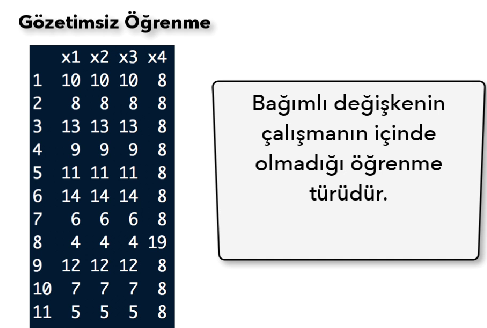 Gözetimsiz Öğrenme
x1 x2 x3 x4
1 10 10 10 8
2 8 8 8 8
3 13 13 13 8
4 9 9 9 8
5 11 11 11 8
6 14 14 14 8
7 6 6 6 8
8 4 4 4 19
9 12 12 12 8
10 7 7 7 8
11 5 5 5 8
Bağımlı değişkenin
çalışmanın içinde
olmadığı öğrenme
türüdür.